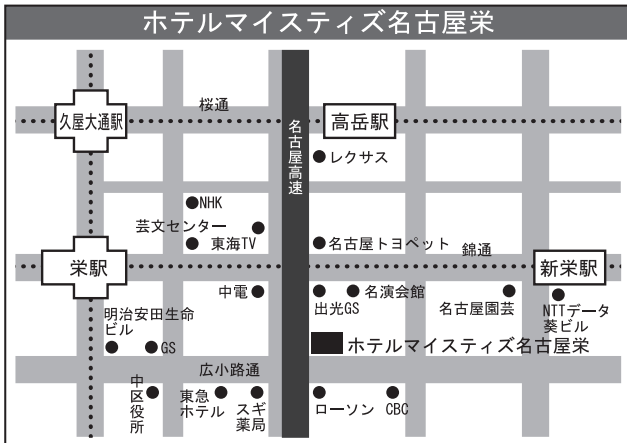 ホテルマイスティズ名古屋栄
桜通
久屋大通駅
高岳駅
名古屋高速
レクサス
NHK
芸文センター
東海TV
名古屋トヨペット
錦通
栄駅
新栄駅
中電
出光GS
名演会館
名古屋園芸
NTTデータ
葵ビル
明治安田生命
ビル
GS
ホテルマイスティズ名古屋栄
広小路通
中区役所
東急
ホテル
スギ
薬局
ローソン
CBC